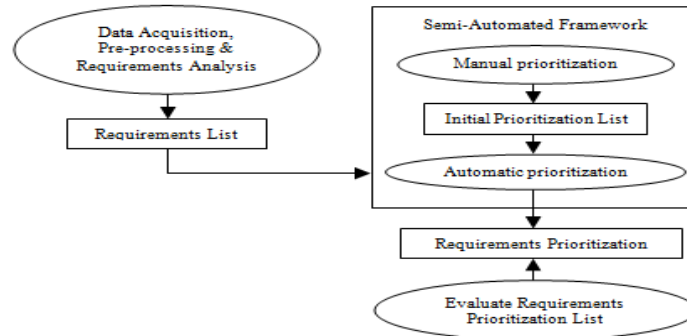 Data Acquisition,
Pre-processing &
Requirements Analysis
Requirements List
Semi-Automated Framework
Manual prioritization
Initial Prioritization List
Automatic prioritization
Requirements Prioritization
Evaluate Requirements
Prioritization List